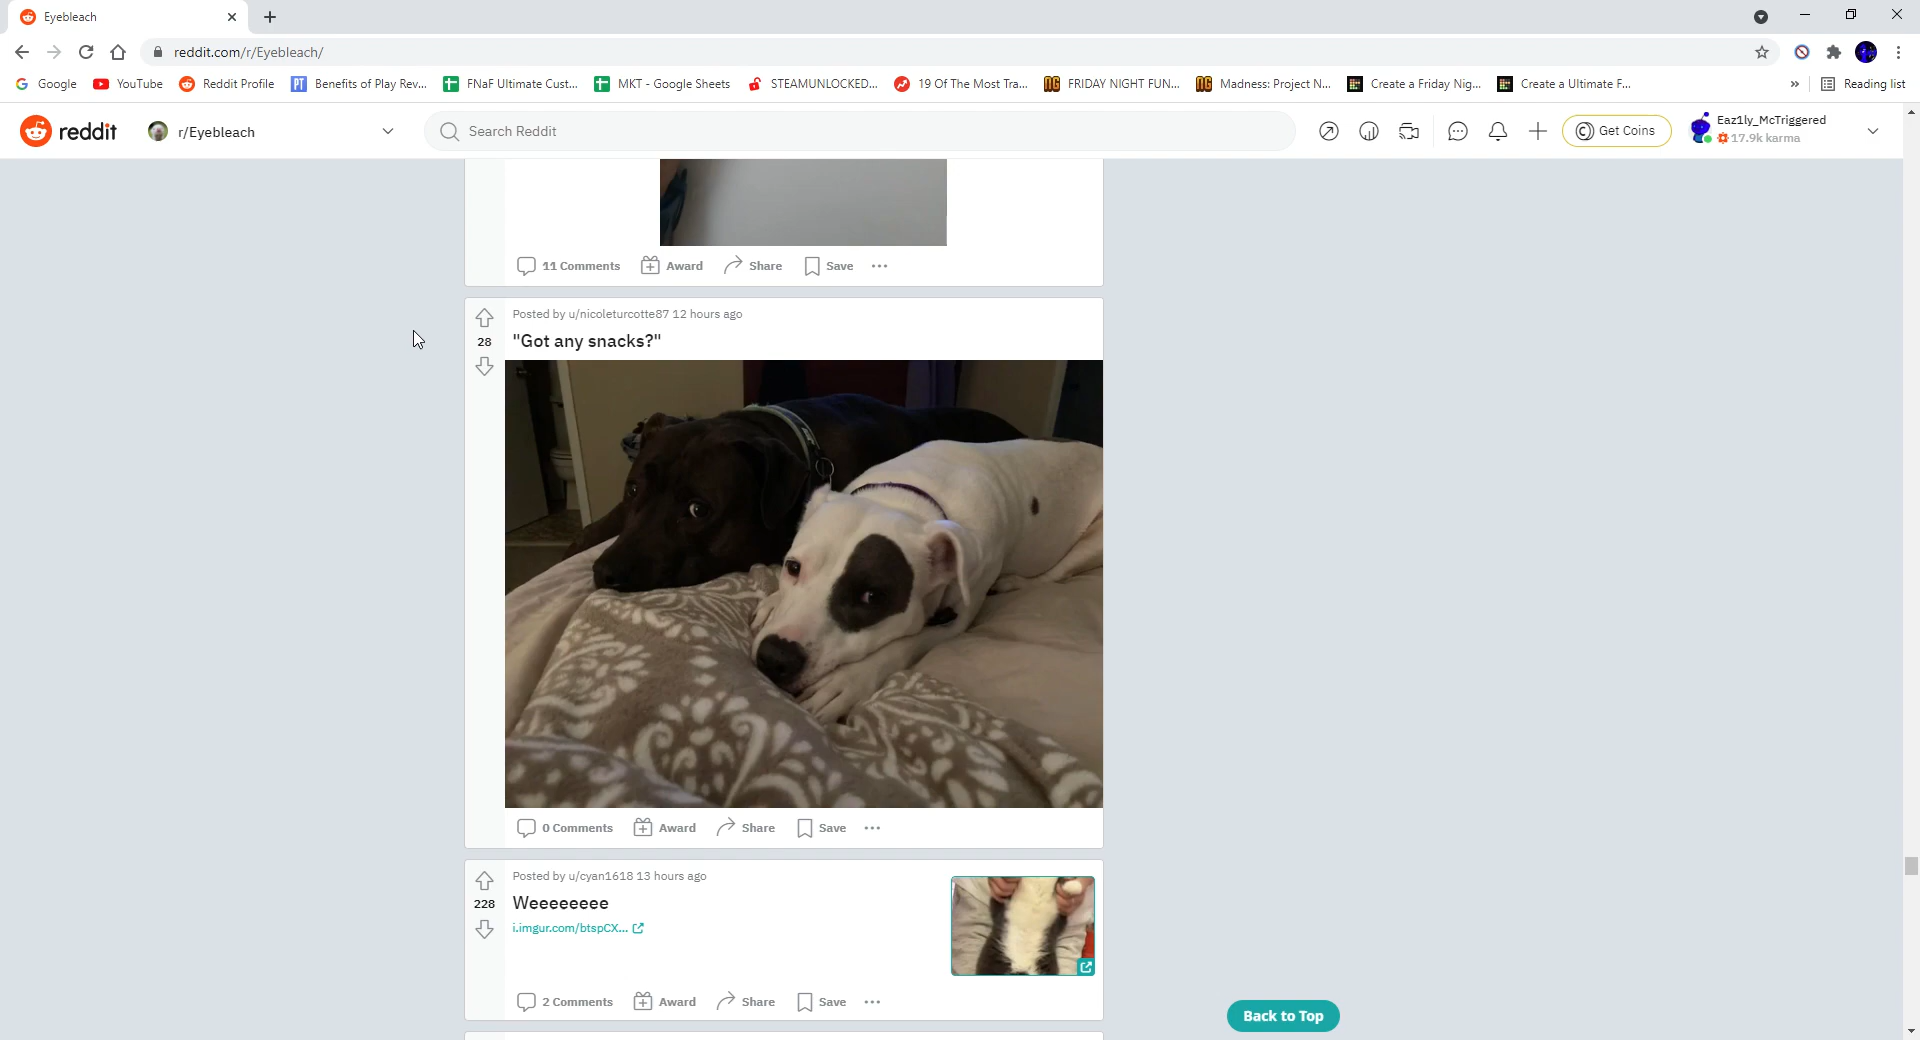 Eyebleach
reddit.com/r/Eyebleach/
Google YouTube Reddit Profile Benefits of Play Rev... FNaF Ultimate Cust... MKT - Google Sheets STEAMUNLOCKED... 19 Of The Most Tra... FRIDAY NIGHT FUN... Madness: Project N... Create a Friday Nig... Create a Ultimate F... » Reading list
reddit r/Eyebleach Search Reddit Get Coins Eaz1ly_McTriggered
17.9k karma
11 Comments Award Share Save
Posted by u/nicoleturcotte87 12 hours ago
28 "Got any snacks?"
0 Comments Award Share Save
Posted by u/cyan1618 13 hours ago
228 Weeeeeeee
i.imgur.com/btspCX...
2 Comments Award Share Save
Back to Top